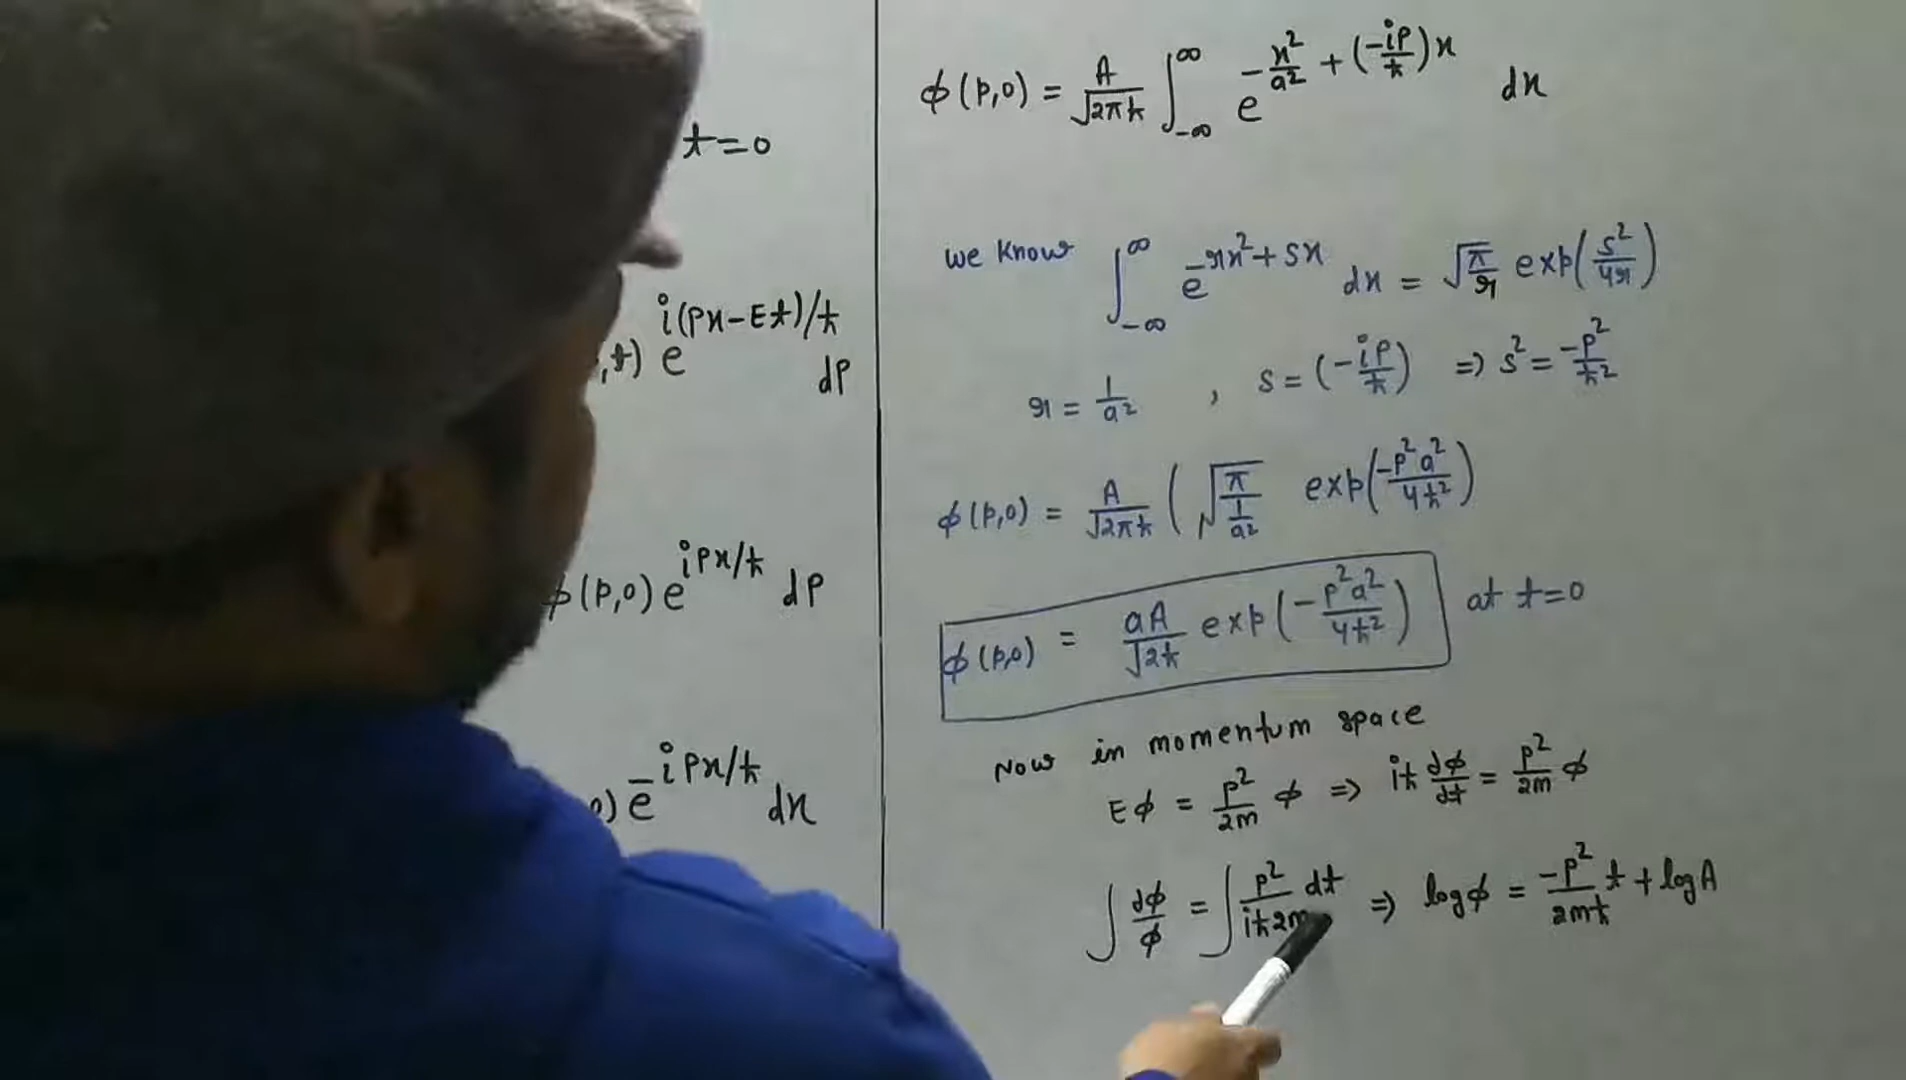 t=0
,t) e^{i(px-Et)/ħ} dp
ϕ(p,0) e^{ipx/ħ} dp
0) e^{-ipx/ħ} dx
ϕ(p,0) = A/√2πħ ∫_{-∞}^{∞} e^{-x²/a² + (-ip/ħ)x} dx
we know ∫_{-∞}^{∞} e^{-rx²+sx} dx = √π/r exp(s²/4r)
r = 1/a² , s = (-ip/ħ) ⇒ s² = -p²/ħ²
ϕ(p,0) = A/√2πħ (√π/(1/a²) exp(-p²a²/4ħ²)
ϕ(p,0) = aA/√2ħ exp(-p²a²/4ħ²) at t=0
Now in momentum space
Eϕ = p²/2m ϕ ⇒ iħ dϕ/dt = p²/2m ϕ
∫ dϕ/ϕ = ∫ p²/iħ2m dt ⇒ logϕ = -p²/2mħ t + logA